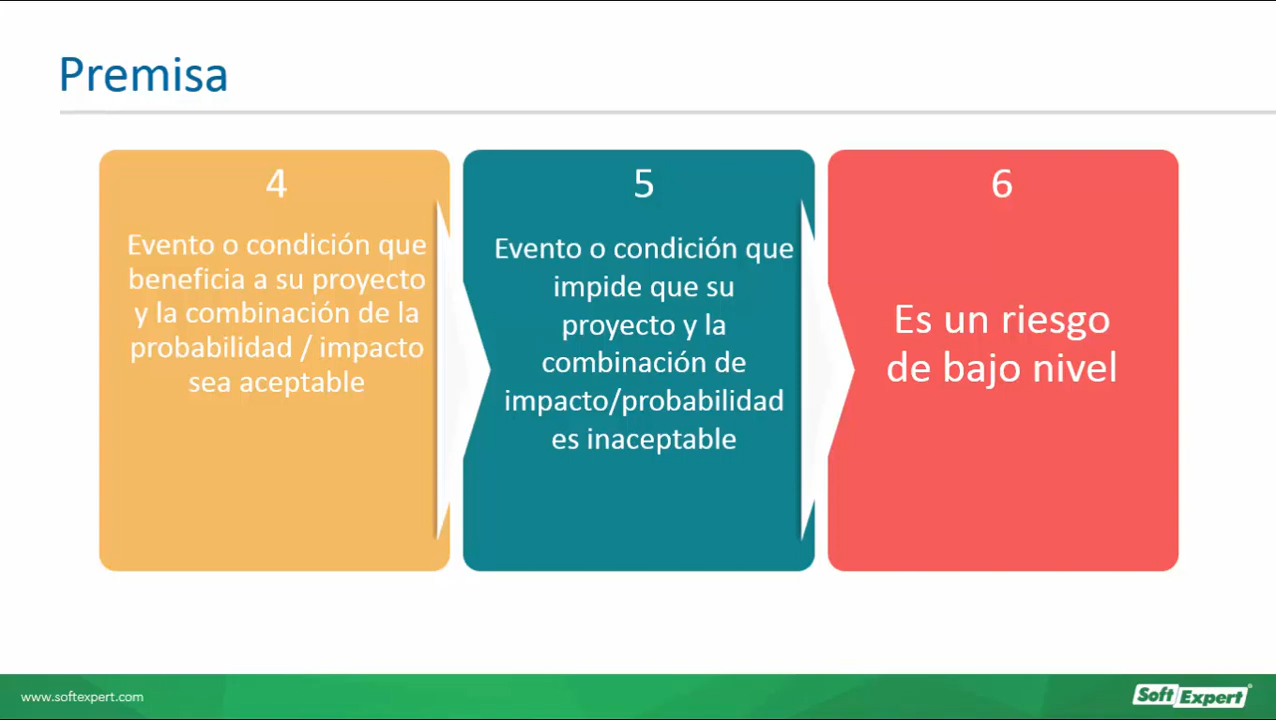 Premisa
4
Evento o condición que
beneficia a su proyecto
y la combinación de la
probabilidad / impacto
sea aceptable
5
Evento o condición que
impide que su
proyecto y la
combinación de
impacto/probabilidad
es inaceptable
6
Es un riesgo
de bajo nivel
www.softexpert.com
SoftExpert®